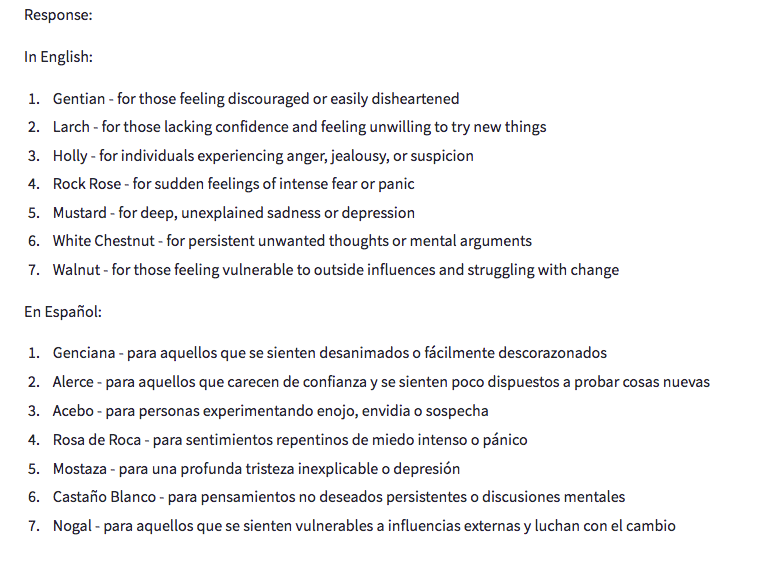 Response:
In English:
1. Gentian - for those feeling discouraged or easily disheartened
2. Larch - for those lacking confidence and feeling unwilling to try new things
3. Holly - for individuals experiencing anger, jealousy, or suspicion
4. Rock Rose - for sudden feelings of intense fear or panic
5. Mustard - for deep, unexplained sadness or depression
6. White Chestnut - for persistent unwanted thoughts or mental arguments
7. Walnut - for those feeling vulnerable to outside influences and struggling with change
En Español:
1. Genciana - para aquellos que se sienten desanimados o fácilmente descorazonados
2. Alerce - para aquellos que carecen de confianza y se sienten poco dispuestos a probar cosas nuevas
3. Acebo - para personas experimentando enojo, envidia o sospecha
4. Rosa de Roca - para sentimientos repentinos de miedo intenso o pánico
5. Mostaza - para una profunda tristeza inexplicable o depresión
6. Castaño Blanco - para pensamientos no deseados persistentes o discusiones mentales
7. Nogal - para aquellos que se sienten vulnerables a influencias externas y luchan con el cambio